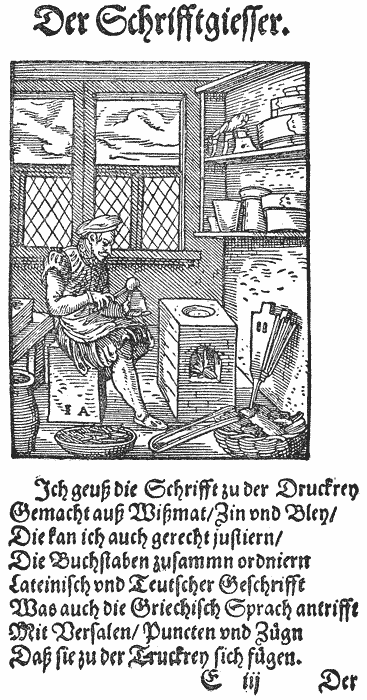 Der Schrifftgiesser.
IA
Ich geuß die Schrifft zu der Druckrey
Gemacht auß Wißmat/ Zin vnd Bley/
Die kan ich auch gerecht justiern/
Die Buchstaben zusammn ordniern
Lateinisch vnd Teutscher Geschrifft
Was auch die Griechisch Sprach antrifft
Mit Versalen/ Puncten vnd Zügn
Daß sie zu der Truckrey sich fügen.
E iij Der